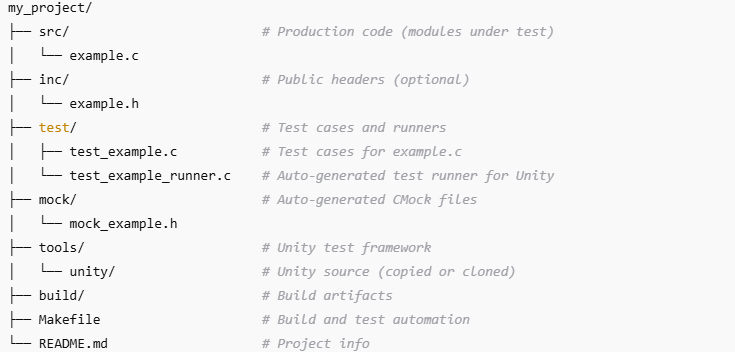 my_project/
├── src/                         # Production code (modules under test)
│   └── example.c
├── inc/                         # Public headers (optional)
│   └── example.h
├── test/                        # Test cases and runners
│   ├── test_example.c           # Test cases for example.c
│   └── test_example_runner.c    # Auto-generated test runner for Unity
├── mock/                        # Auto-generated CMock files
│   └── mock_example.h
├── tools/                       # Unity test framework
│   └── unity/                   # Unity source (copied or cloned)
├── build/                       # Build artifacts
├── Makefile                     # Build and test automation
└── README.md                    # Project info